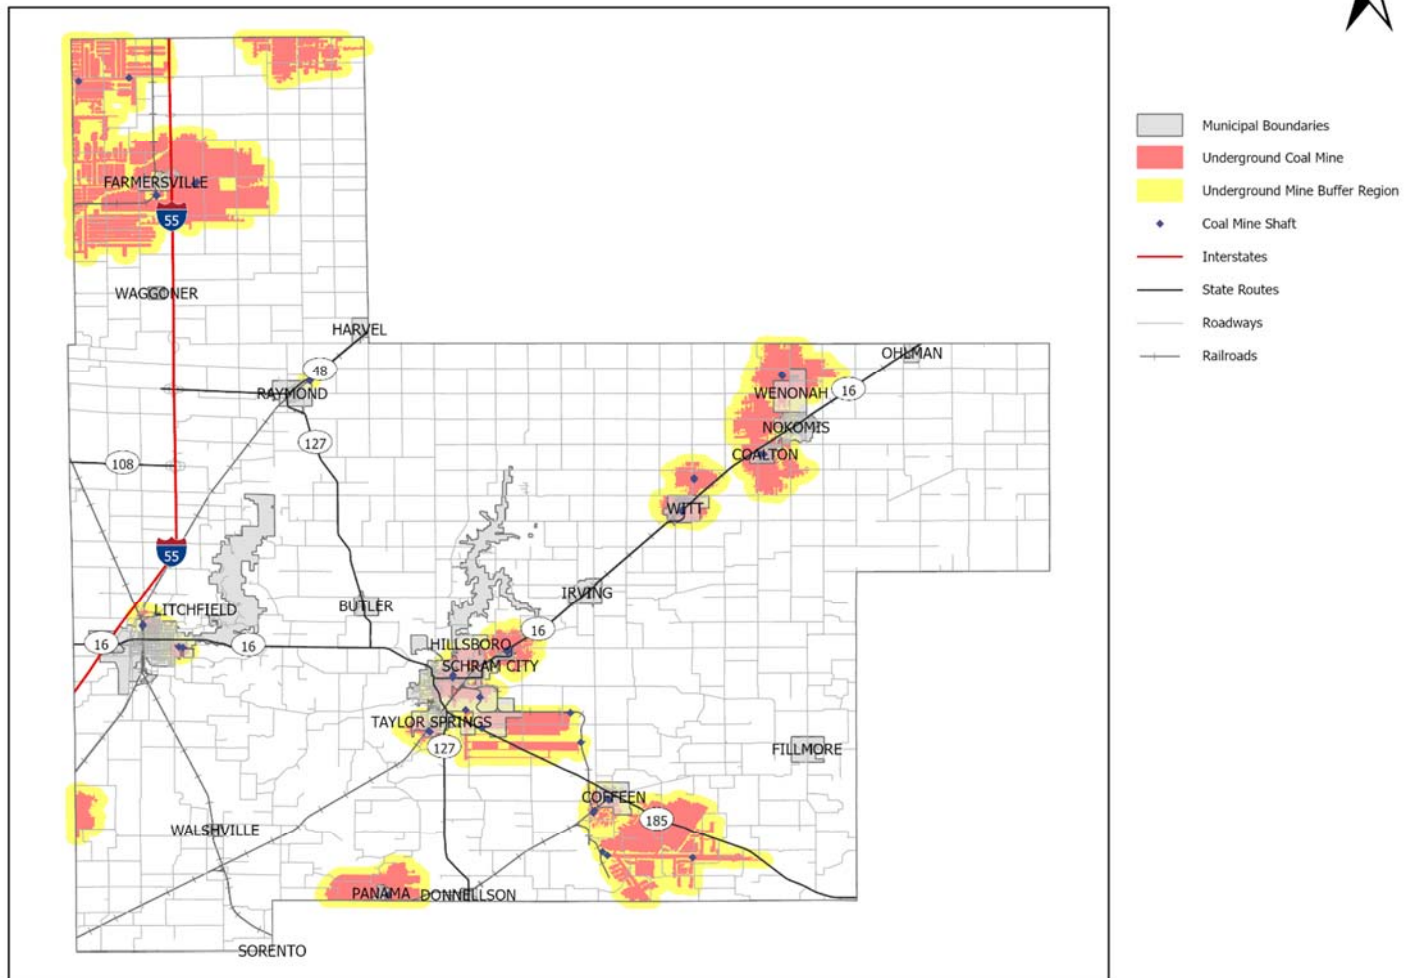 Municipal Boundaries
Underground Coal Mine
Underground Mine Buffer Region
Coal Mine Shaft
Interstates
State Routes
Roadways
Railroads
FARMERSVILLE
55
WAGGONER
HARVEL
48
RAYMOND
127
108
OHLMAN
WENONAH
16
NOKOMIS
COALTON
WITT
55
IRVING
LITCHFIELD
BUTLER
16
16
16
HILLSBORO
SCHRAM CITY
TAYLOR SPRINGS
127
FILLMORE
COFFEEN
185
WALSHVILLE
PANAMA
DONNELLSON
SORENTO